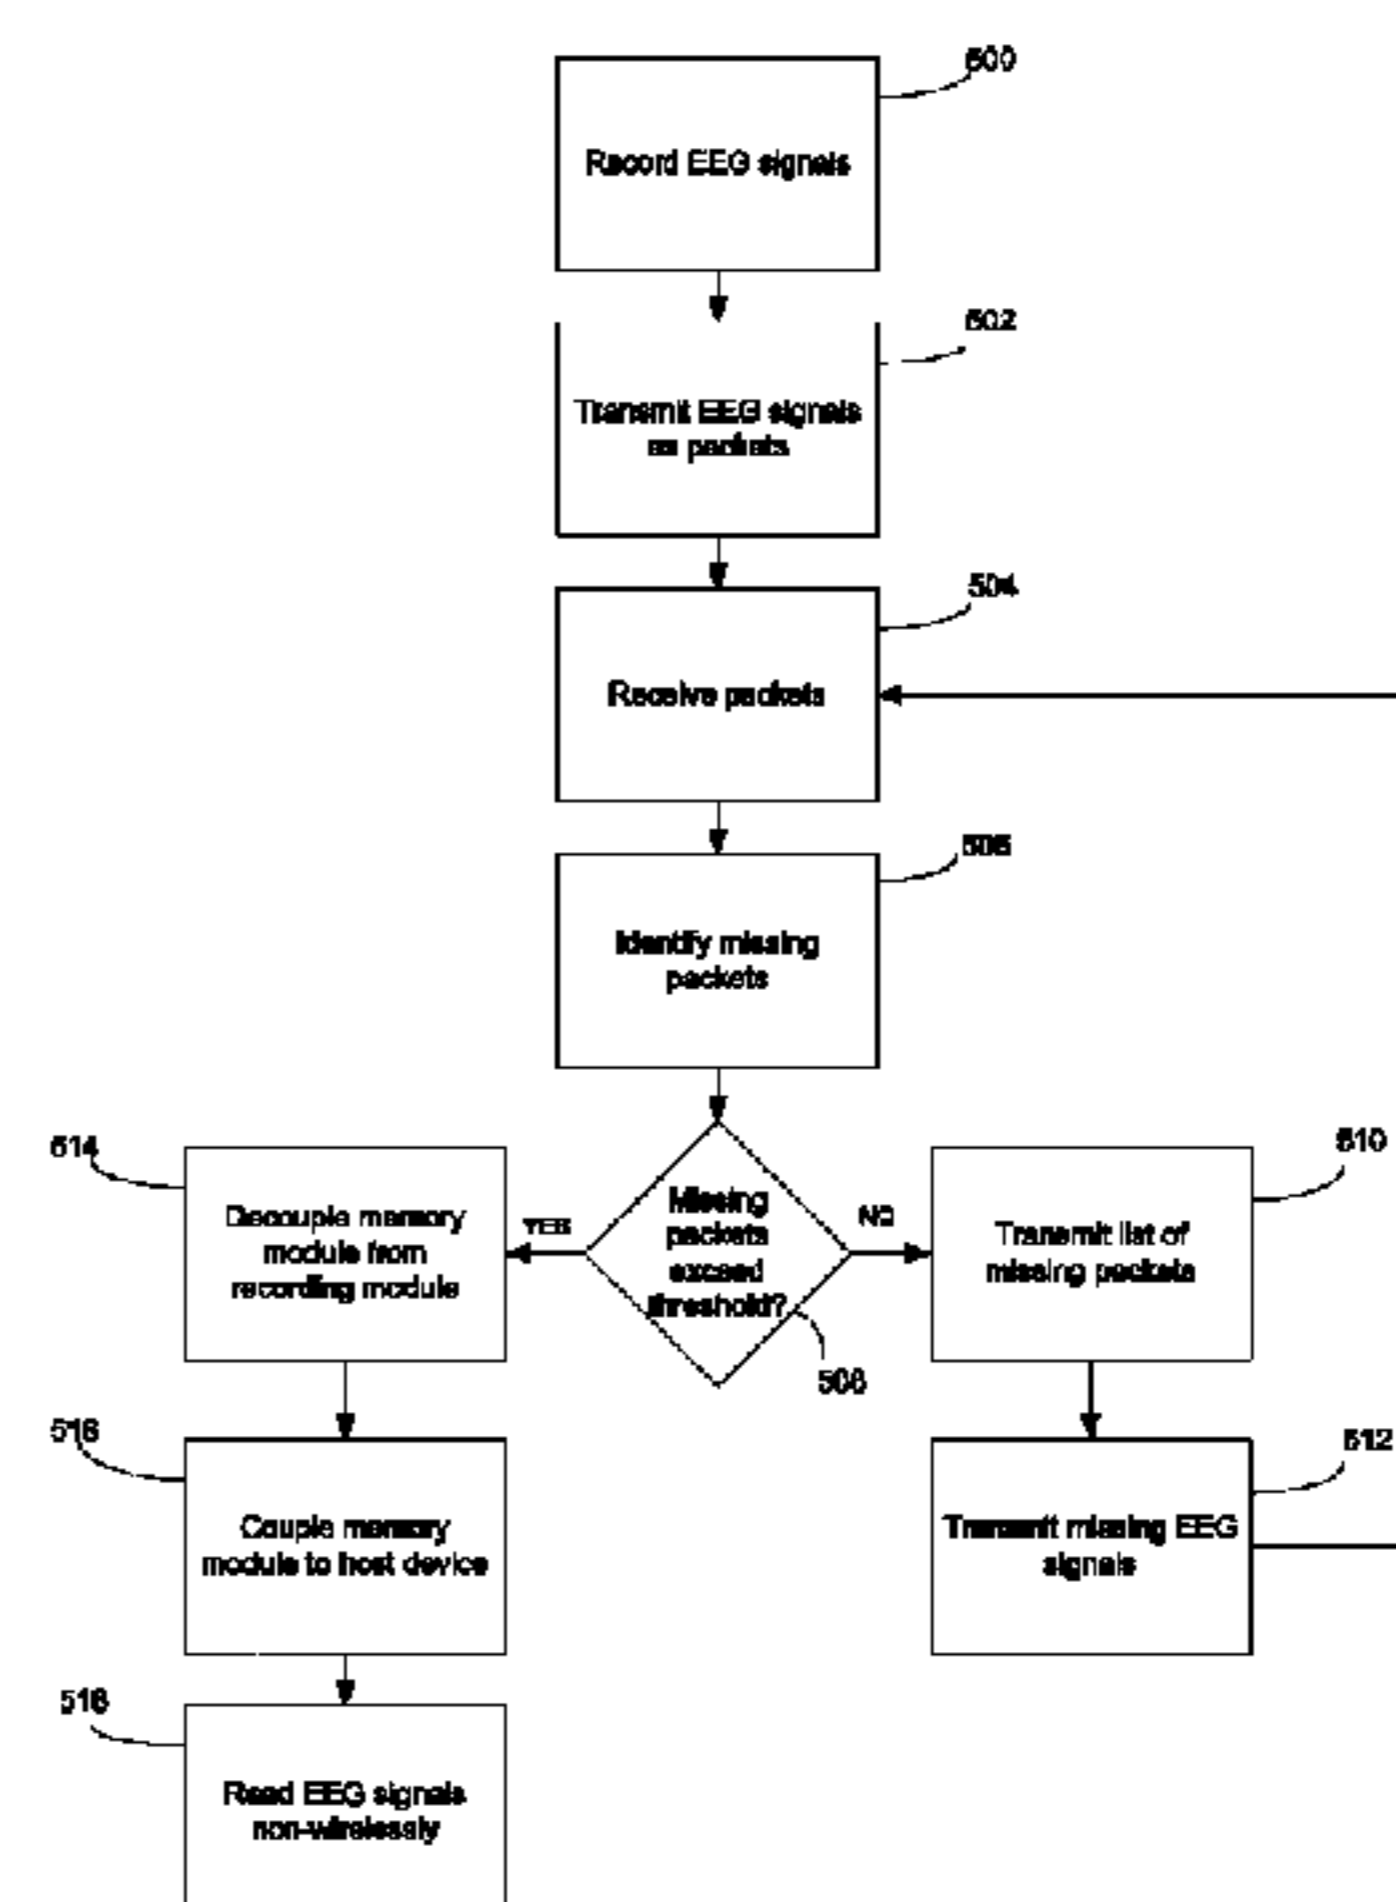 500
Record EEG signals
502
Transmit EEG signals
as packets
504
Receive packets
506
Identify missing
packets
514
Decouple memory
module from
recording module
YES
Missing
packets
exceed
threshold?
NO
510
Transmit list of
missing packets
508
516
Couple memory
module to host device
512
Transmit missing EEG
signals
518
Read EEG signals
non-wirelessly